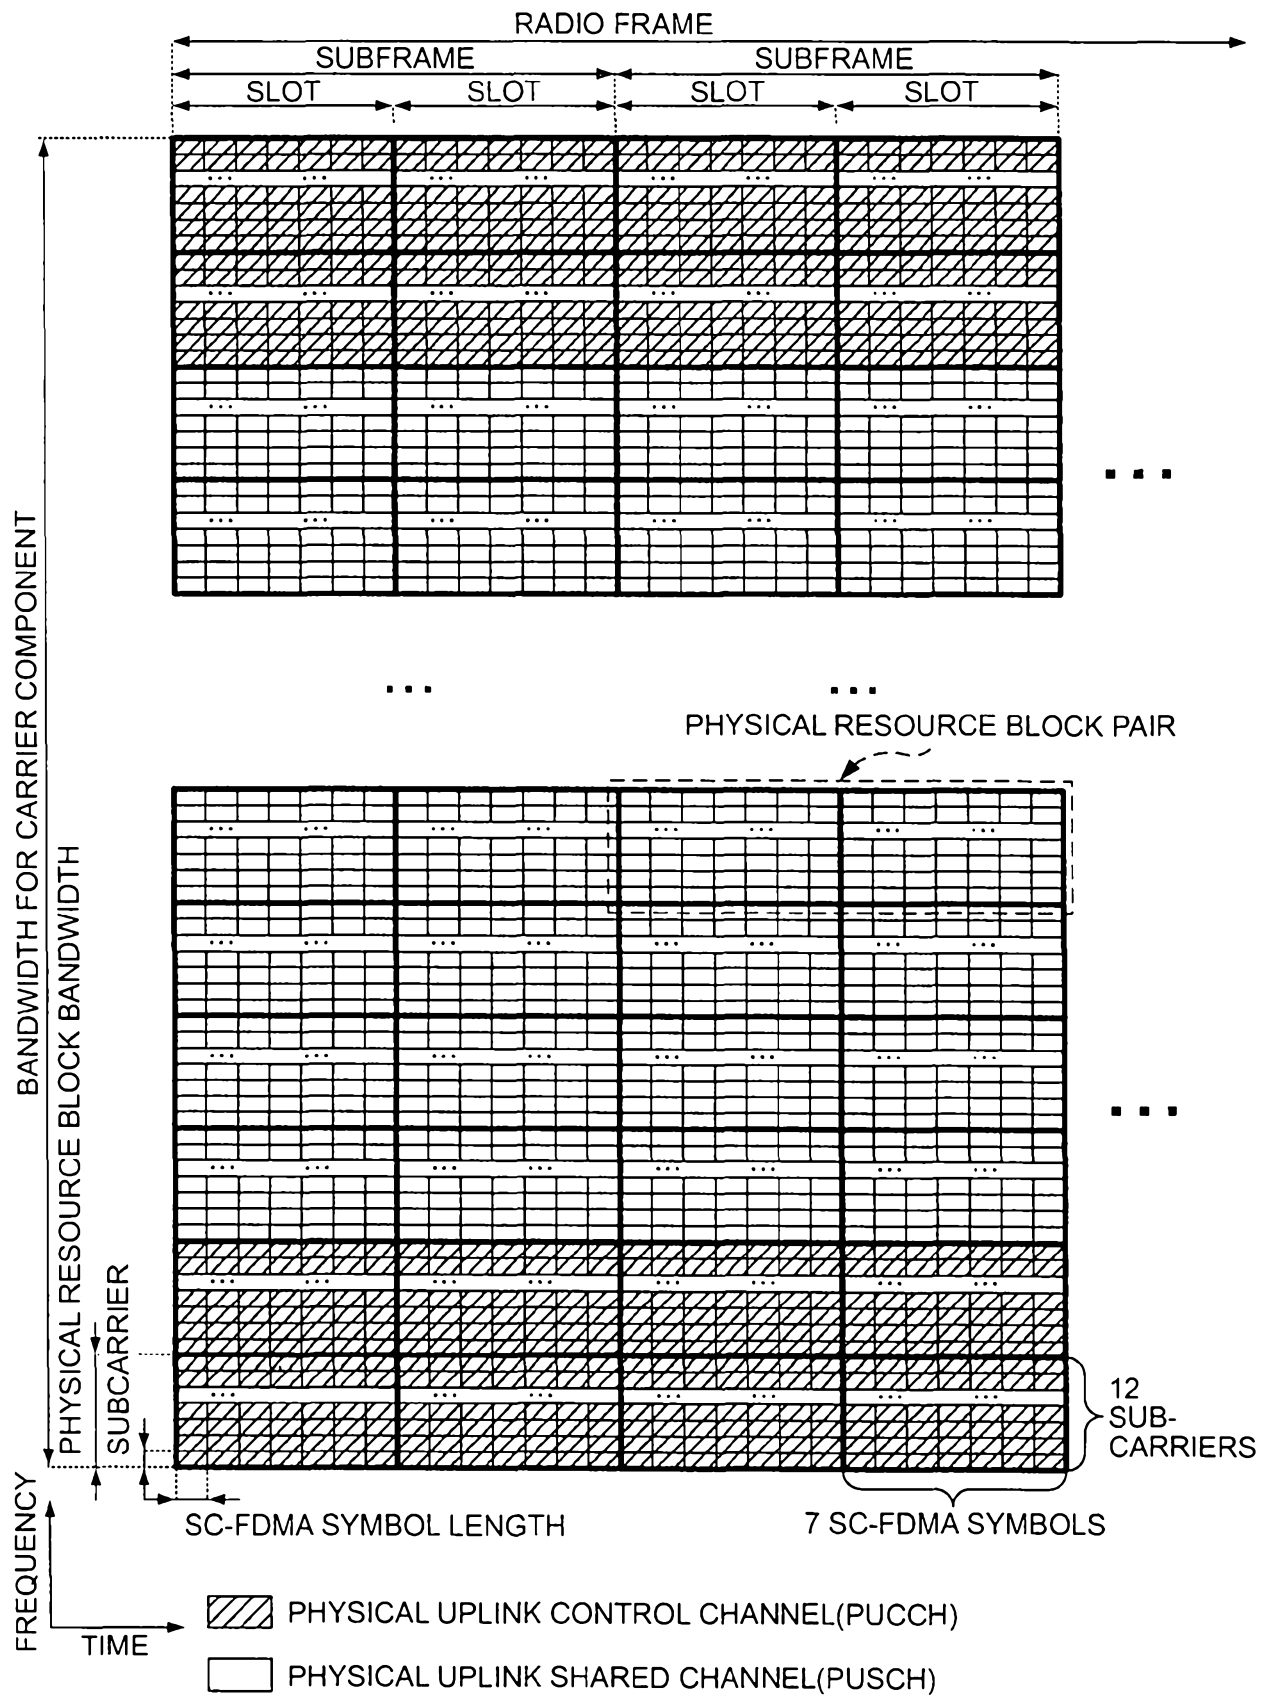 RADIO FRAME
SUBFRAME SUBFRAME
SLOT SLOT SLOT SLOT
BANDWIDTH FOR CARRIER COMPONENT
PHYSICAL RESOURCE BLOCK PAIR
PHYSICAL RESOURCE BLOCK BANDWIDTH
SUBCARRIER
12
SUB-
CARRIERS
SC-FDMA SYMBOL LENGTH
7 SC-FDMA SYMBOLS
FREQUENCY
TIME
PHYSICAL UPLINK CONTROL CHANNEL(PUCCH)
PHYSICAL UPLINK SHARED CHANNEL(PUSCH)